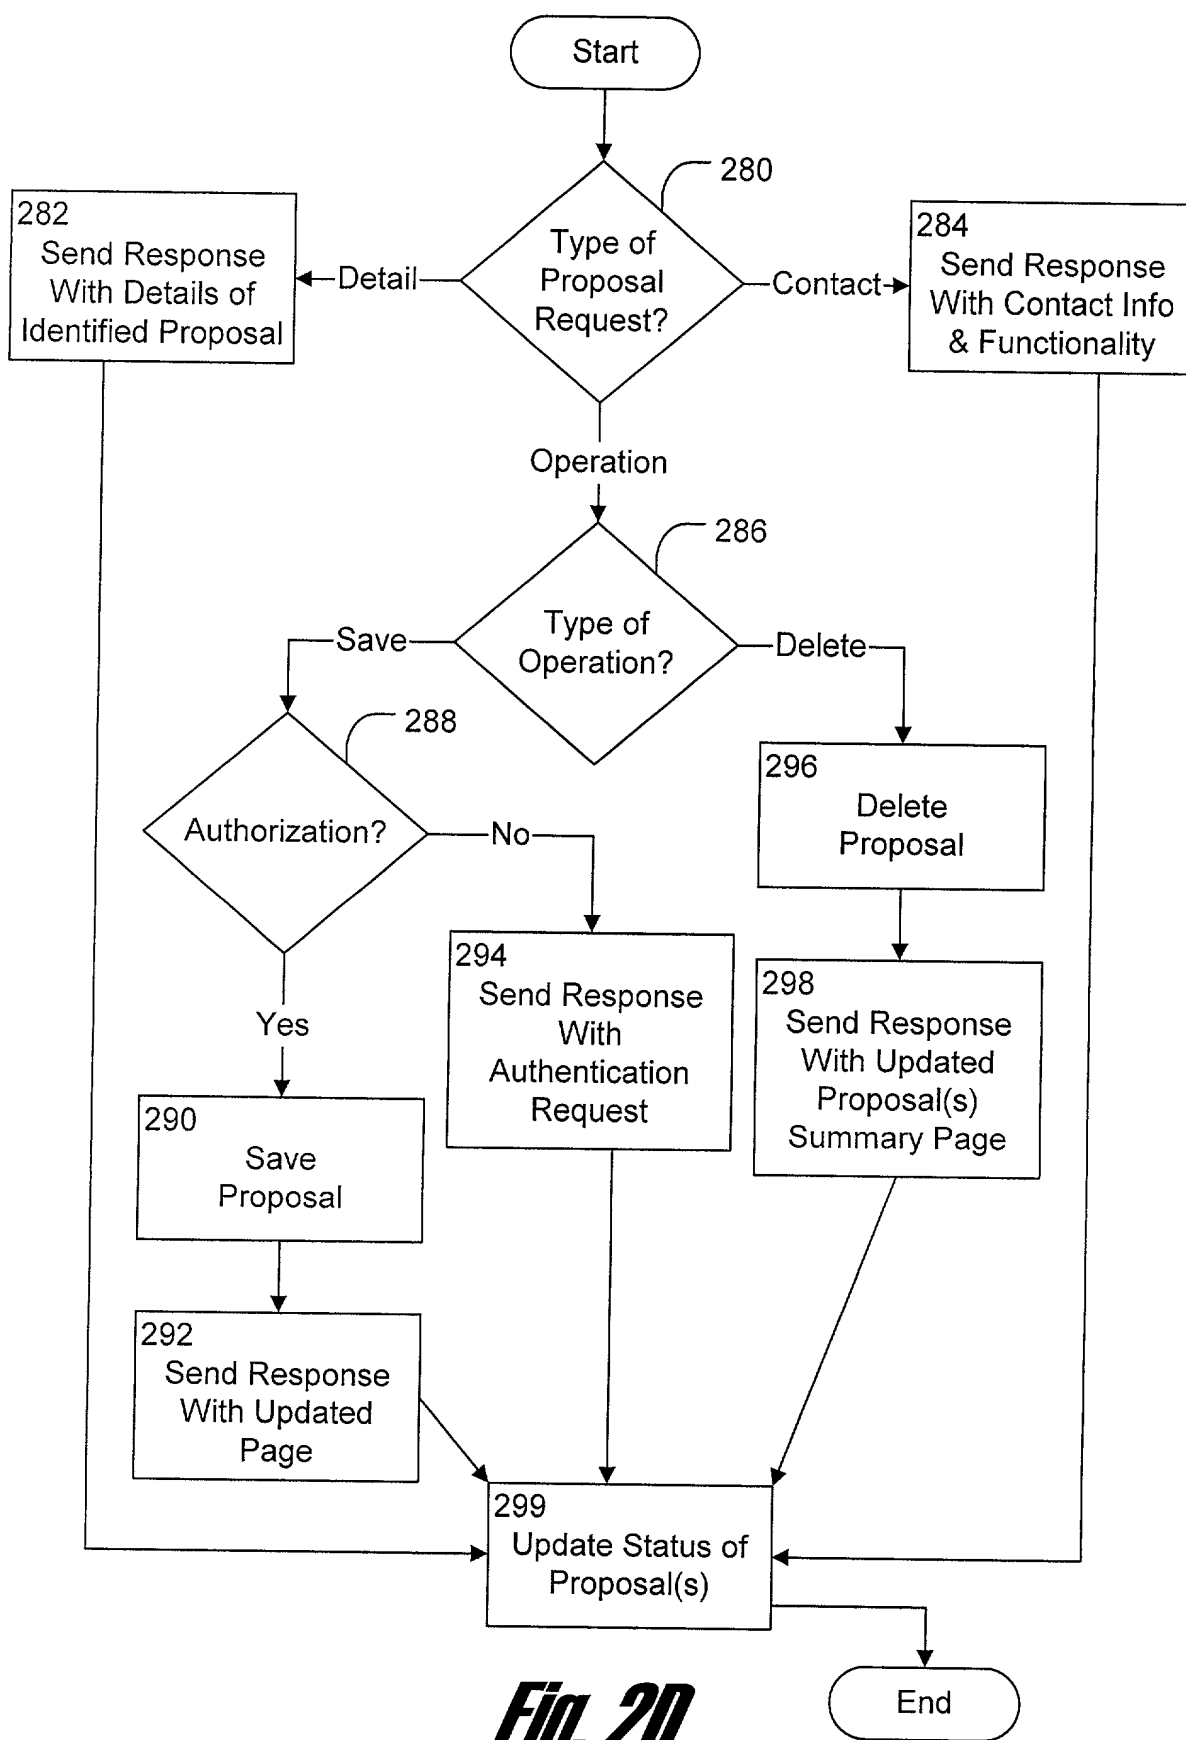 Start
280
Type of
Proposal
Request?
Detail
Contact
Operation
282
Send Response
With Details of
Identified Proposal
284
Send Response
With Contact Info
& Functionality
286
Type of
Operation?
Save
Delete
288
Authorization?
No
Yes
296
Delete
Proposal
294
Send Response
With
Authentication
Request
298
Send Response
With Updated
Proposal(s)
Summary Page
290
Save
Proposal
292
Send Response
With Updated
Page
299
Update Status of
Proposal(s)
End
Fig. 2D